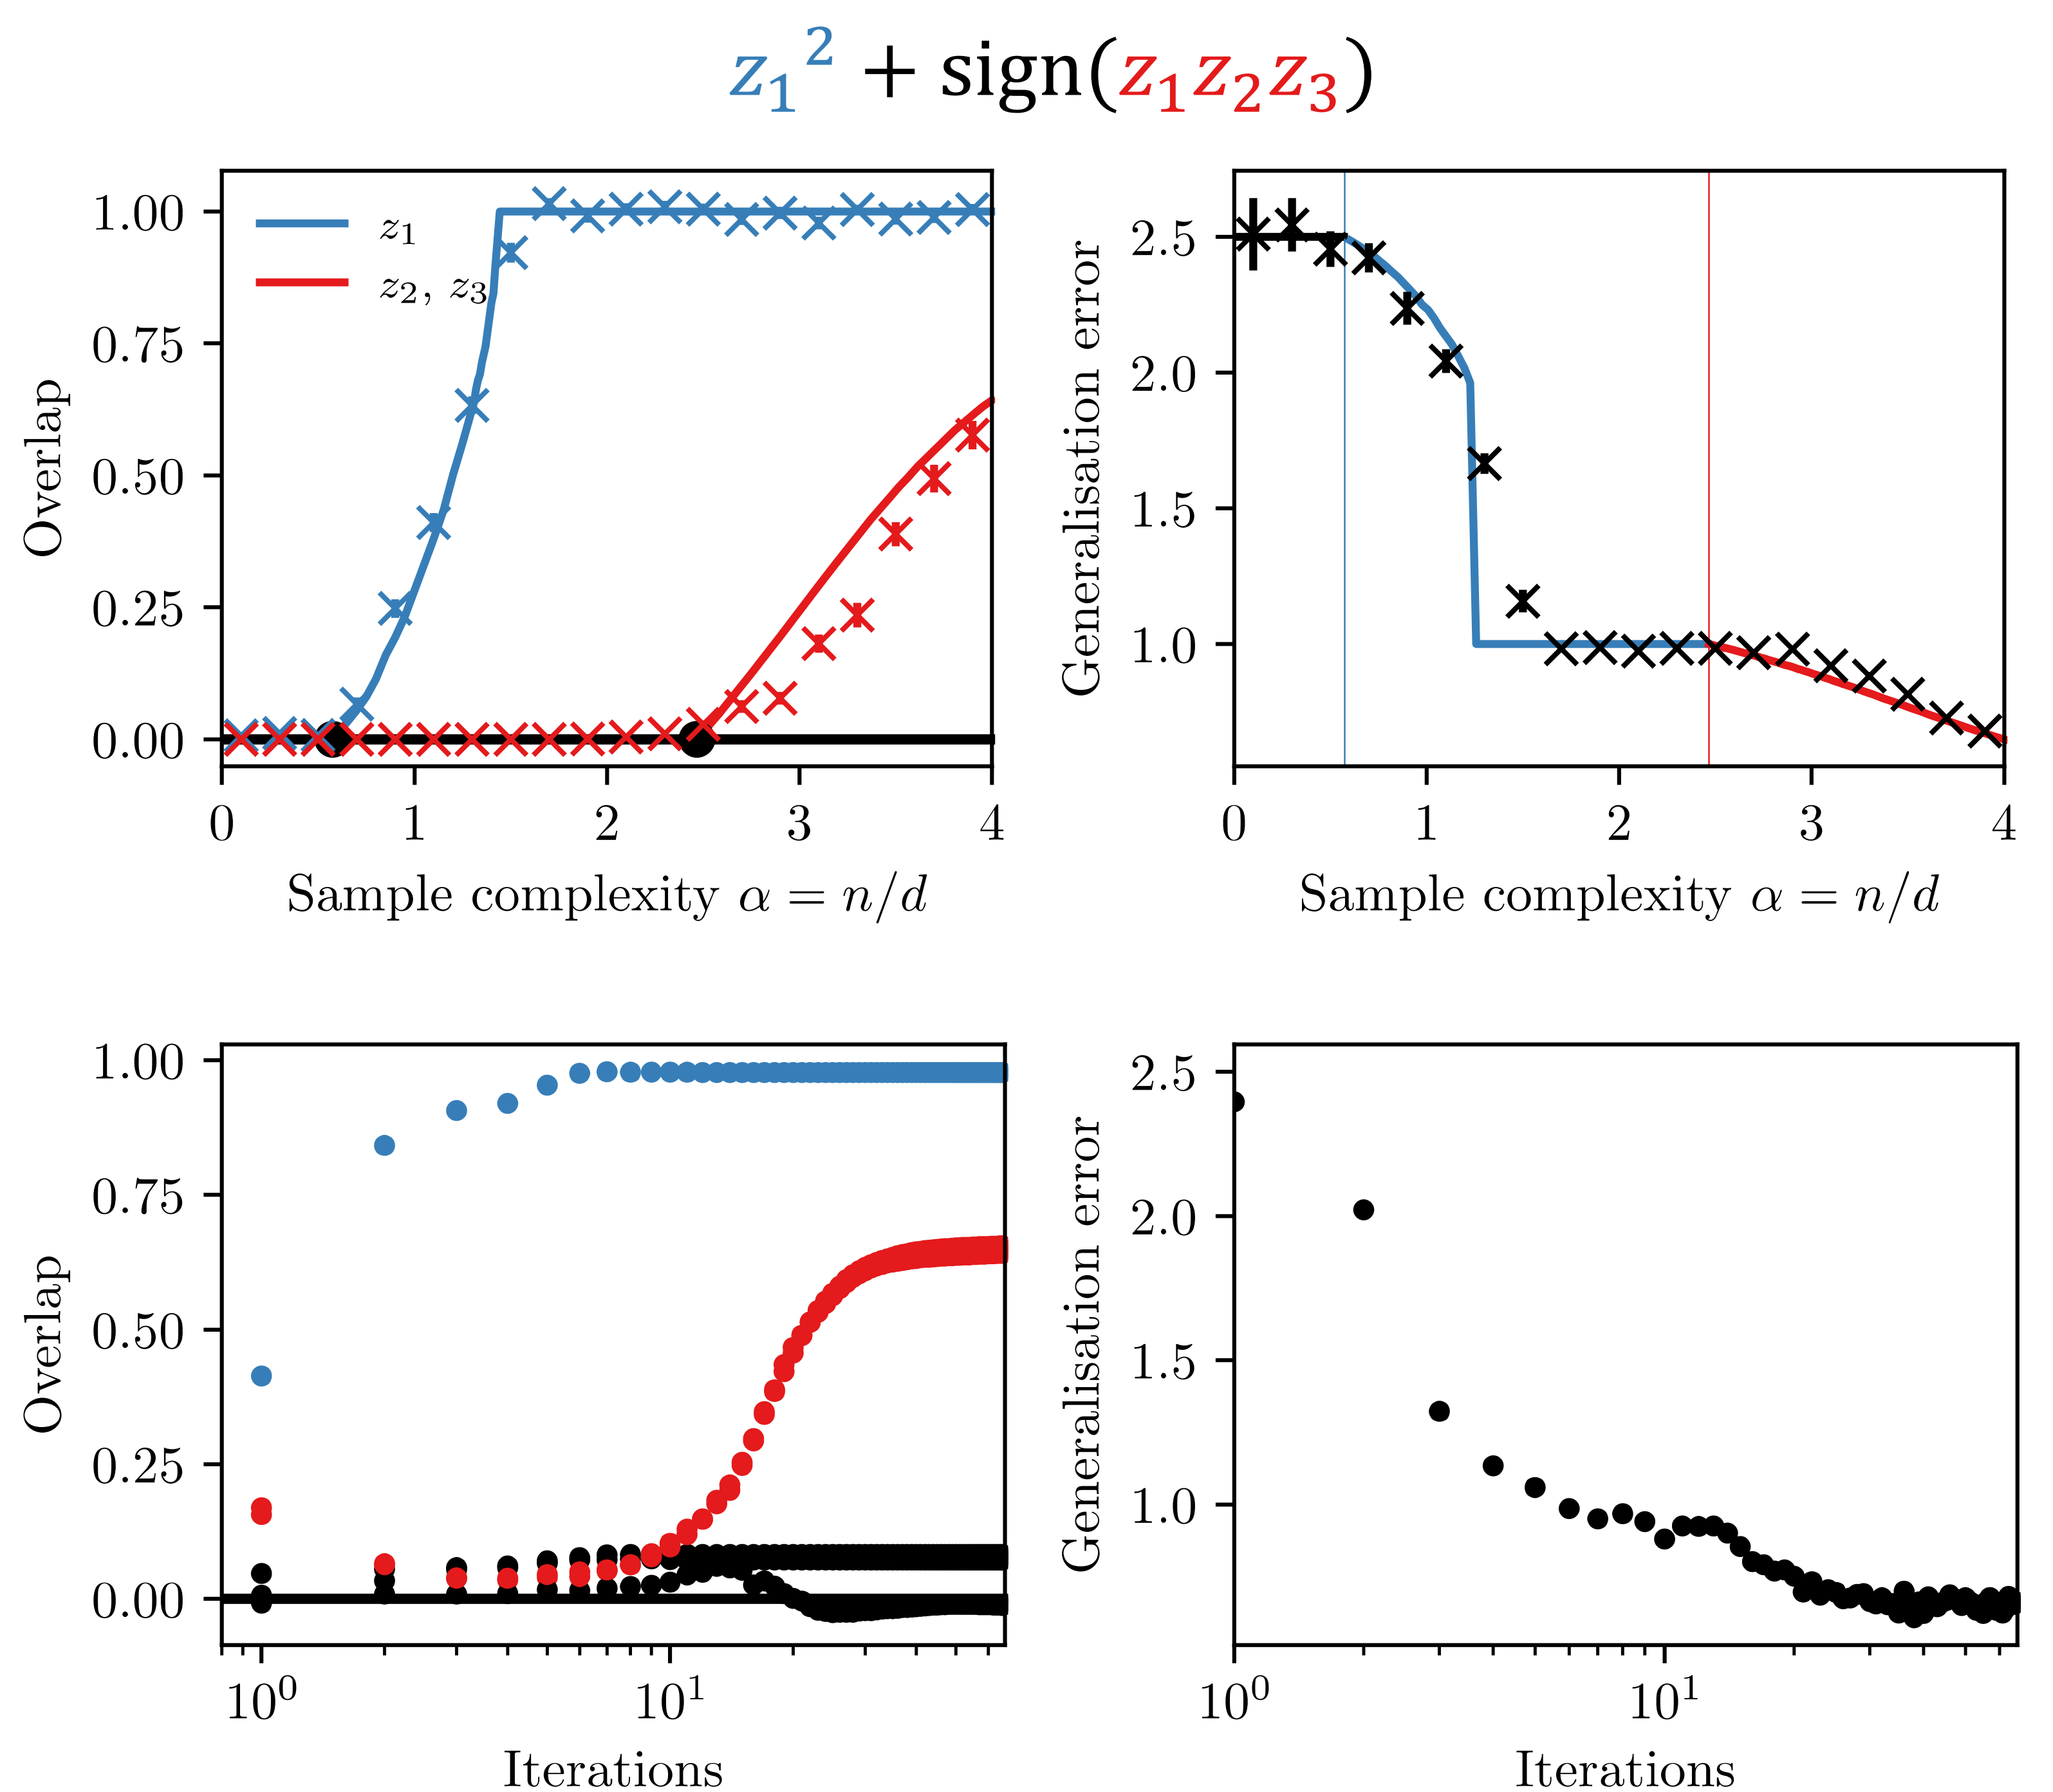 z₁² + sign(z₁z₂z₃)
1.00
0.75
0.50
0.25
0.00
Overlap
z₁
z₂, z₃
0 1 2 3 4
Sample complexity α = n/d
2.5
2.0
1.5
1.0
Generalisation error
0 1 2 3 4
Sample complexity α = n/d
1.00
0.75
0.50
0.25
0.00
Overlap
10⁰ 10¹
Iterations
2.5
2.0
1.5
1.0
Generalisation error
10⁰ 10¹
Iterations